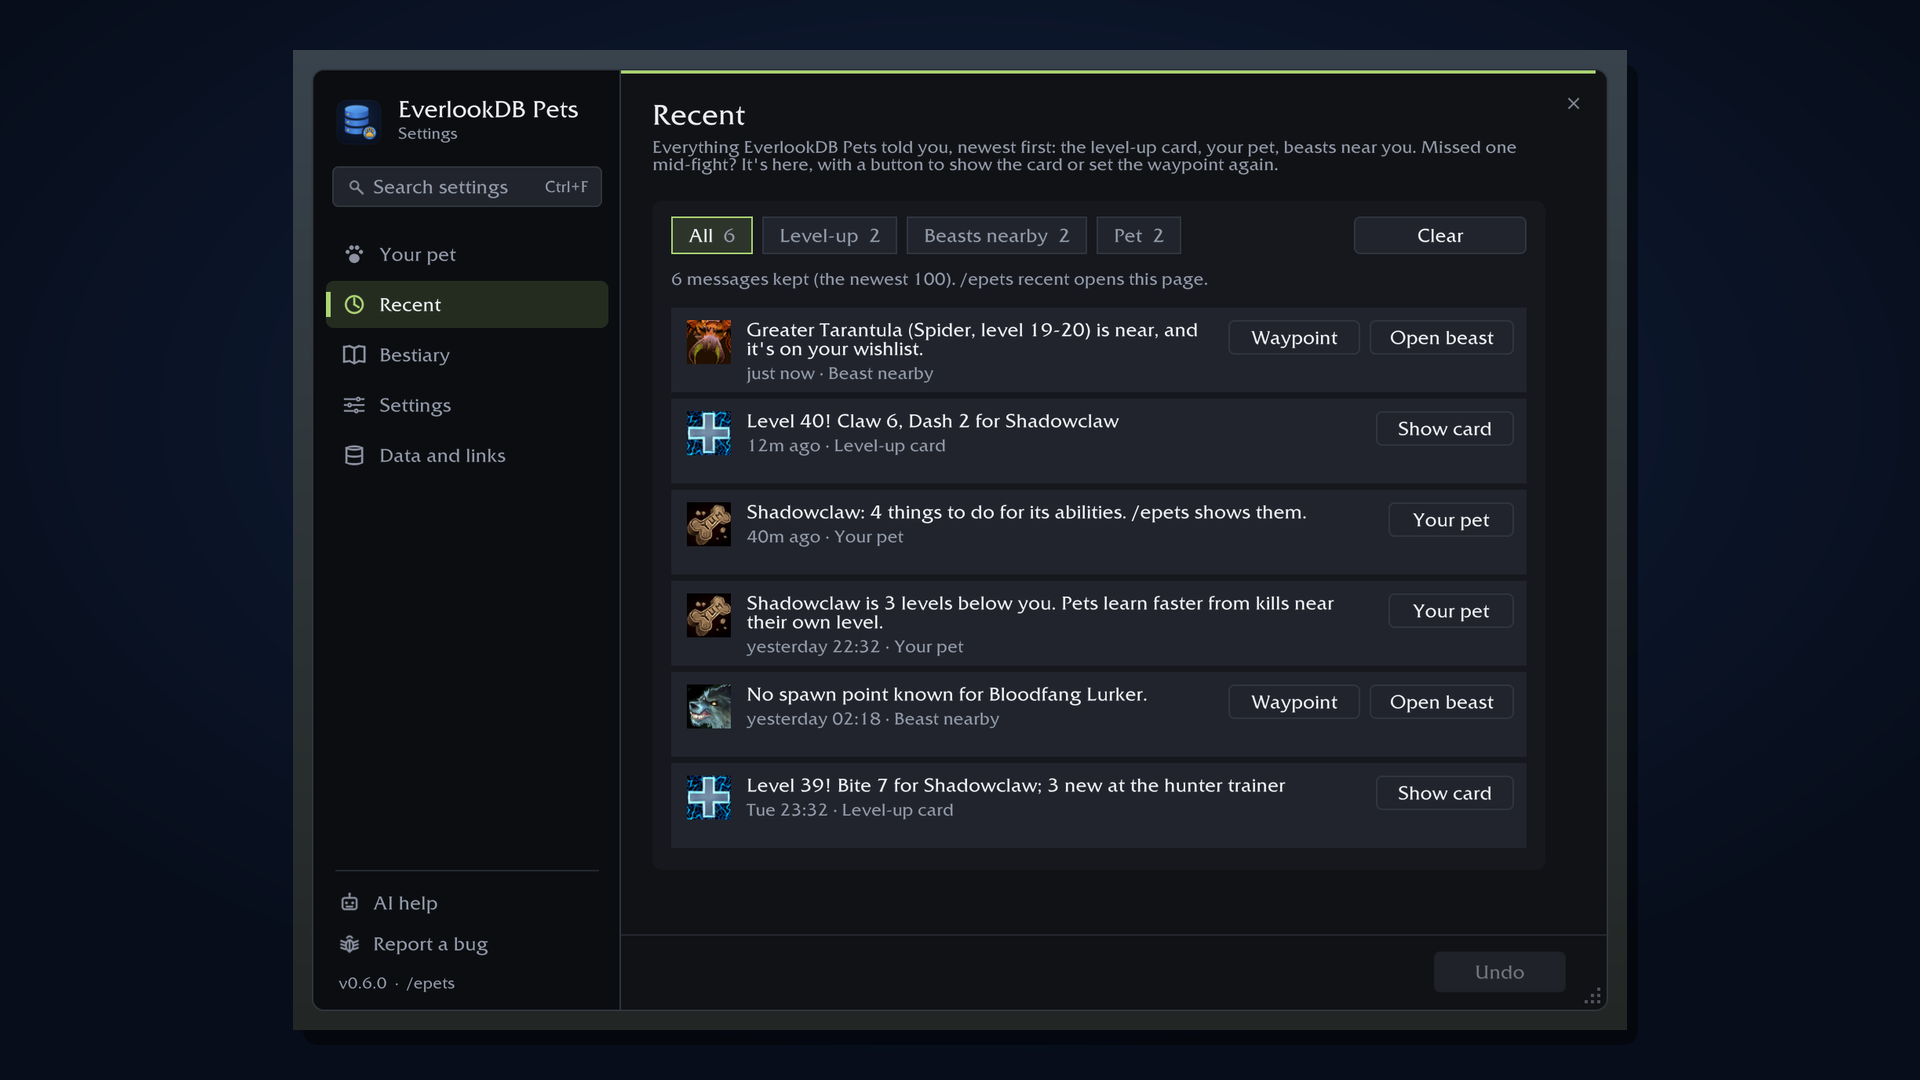 EverlookDB Pets
Settings
Search settings Ctrl+F
Your pet
Recent
Bestiary
Settings
Data and links
AI help
Report a bug
v0.6.0 · /epets
Recent
Everything EverlookDB Pets told you, newest first: the level-up card, your pet, beasts near you. Missed one
mid-fight? It's here, with a button to show the card or set the waypoint again.
All 6 Level-up 2 Beasts nearby 2 Pet 2 Clear
6 messages kept (the newest 100). /epets recent opens this page.
Greater Tarantula (Spider, level 19-20) is near, and
it's on your wishlist.
just now · Beast nearby
Waypoint Open beast
Level 40! Claw 6, Dash 2 for Shadowclaw
12m ago · Level-up card
Show card
Shadowclaw: 4 things to do for its abilities. /epets shows them.
40m ago · Your pet
Your pet
Shadowclaw is 3 levels below you. Pets learn faster from kills near
their own level.
yesterday 22:32 · Your pet
Your pet
No spawn point known for Bloodfang Lurker.
yesterday 02:18 · Beast nearby
Waypoint Open beast
Level 39! Bite 7 for Shadowclaw; 3 new at the hunter trainer
Tue 23:32 · Level-up card
Show card
Undo